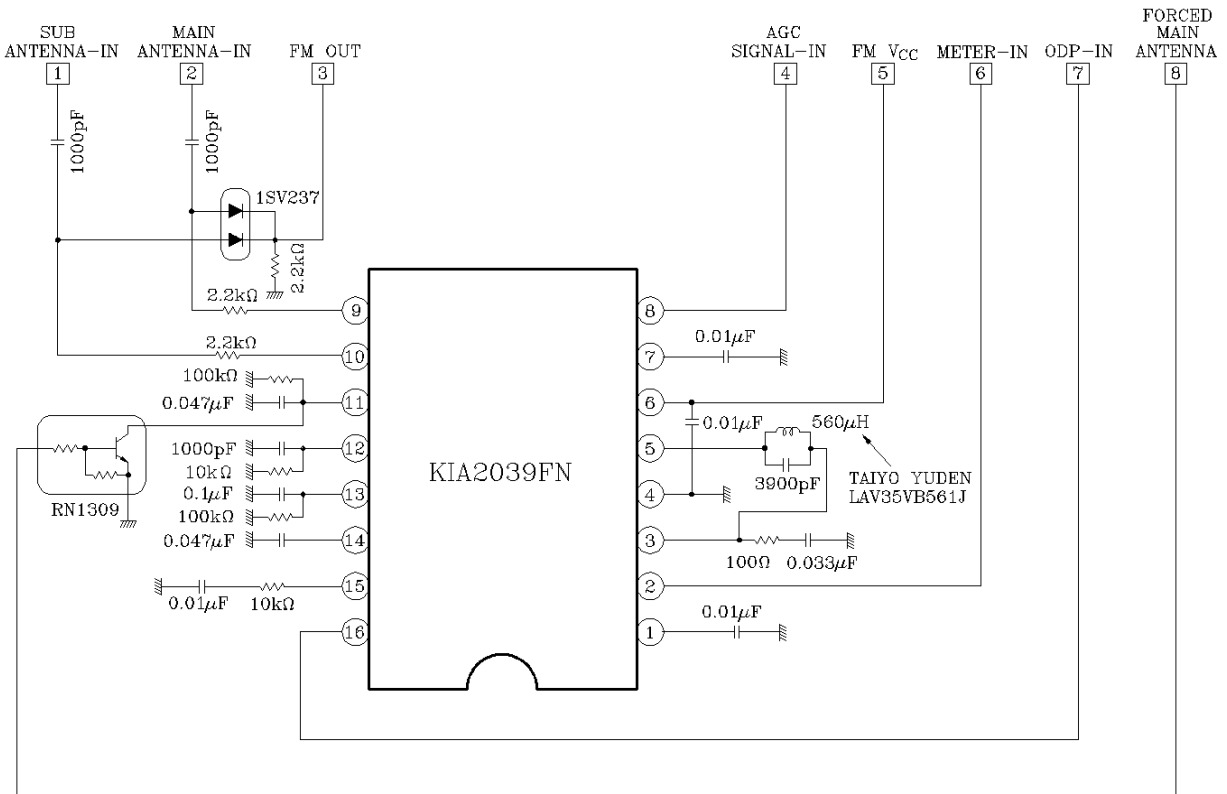 SUB
ANTENNA-IN
1
MAIN
ANTENNA-IN
2
FM OUT
3
AGC
SIGNAL-IN
4
FM VCC
5
METER-IN
6
ODP-IN
7
FORCED
MAIN
ANTENNA
8
1000pF
1000pF
1SV237
2.2kΩ
2.2kΩ
9
2.2kΩ
10
100kΩ
0.047μF
11
1000pF
12
10kΩ
0.1μF
13
100kΩ
0.047μF
14
0.01μF
10kΩ
15
16
RN1309
KIA2039FN
8
0.01μF
7
6
0.01μF
560μH
5
3900pF
TAIYO YUDEN
LAV35VB561J
4
3
100Ω
0.033μF
2
0.01μF
1